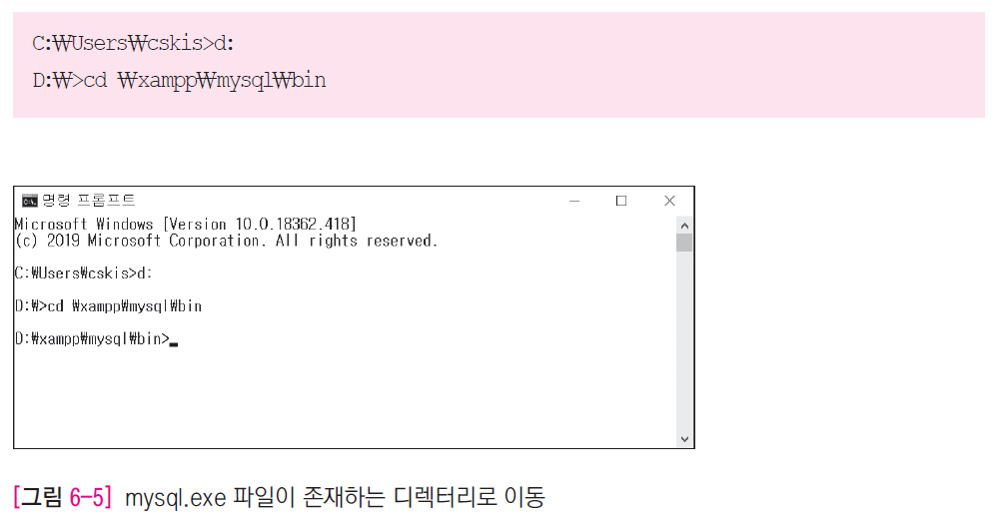 C:₩Users₩cskis>d:
D:₩>cd ₩xampp₩mysql₩bin
명령 프롬프트
Microsoft Windows [Version 10.0.18362.418]
(c) 2019 Microsoft Corporation. All rights reserved.
C:₩Users₩cskis>d:
D:₩>cd ₩xampp₩mysql₩bin
D:₩xampp₩mysql₩bin>
[그림 6-5] mysql.exe 파일이 존재하는 디렉터리로 이동